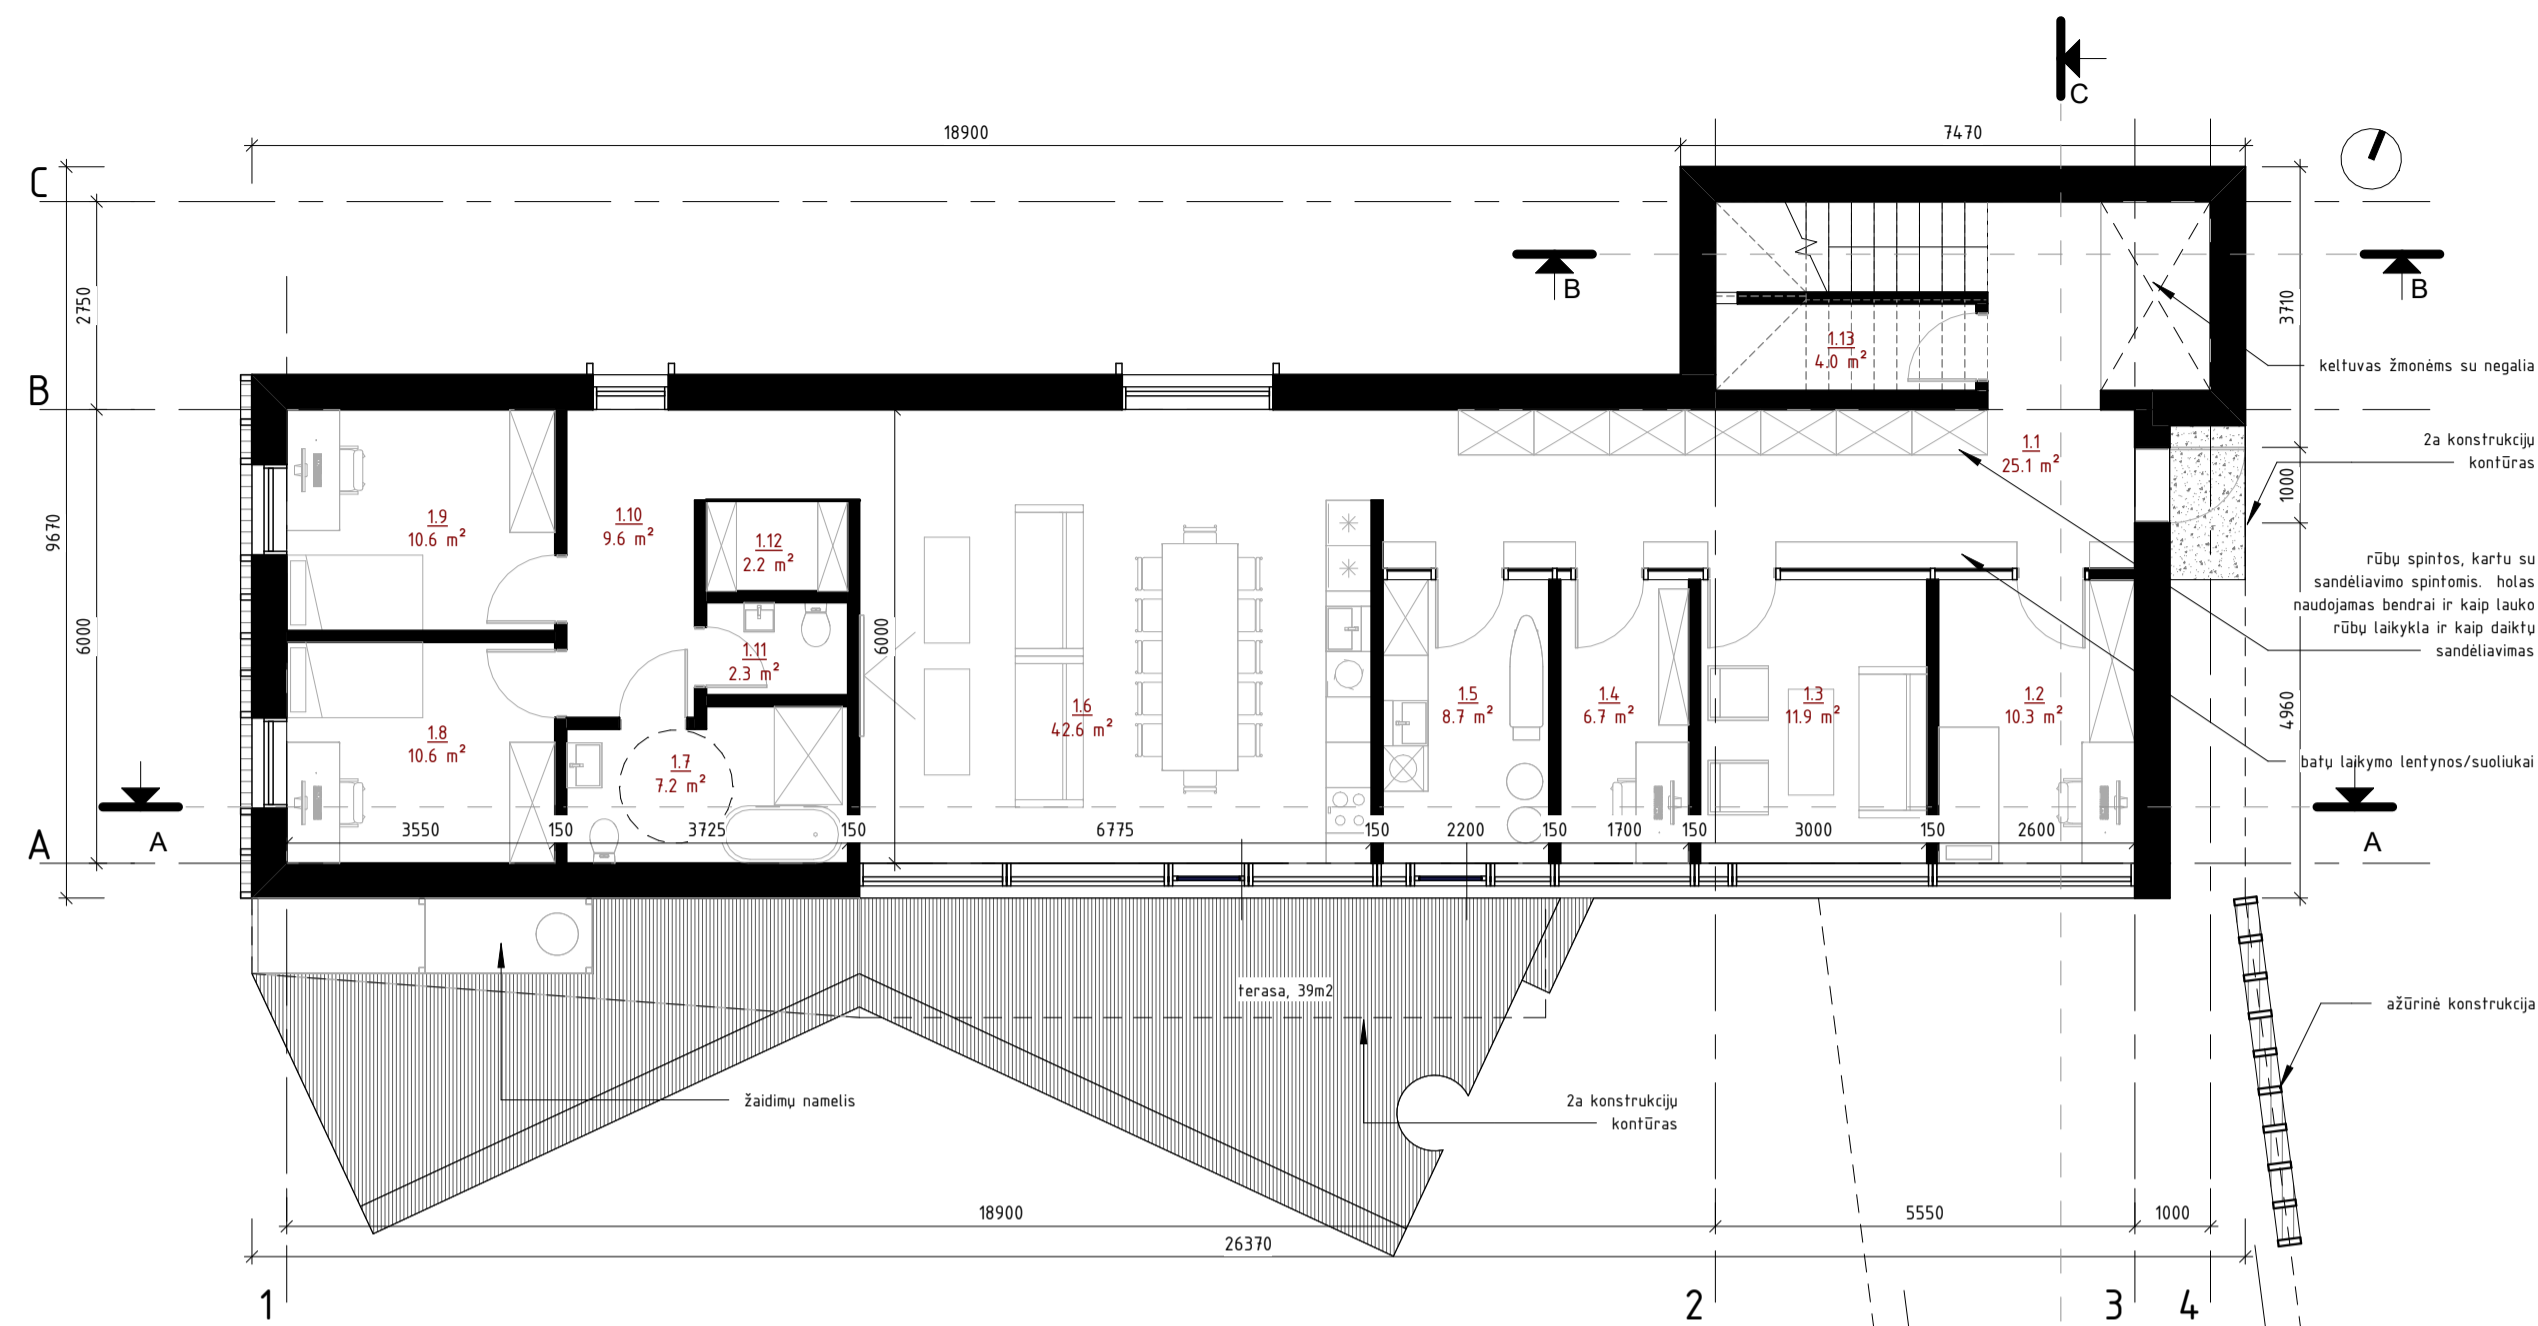 C
18900
7470
C
B
B
B
2750
3710
keltuvas žmonėms su negalia
1.13
4.0 m²
B
9670
6000
6000
1.1
25.1 m²
2a konstrukcijų
kontūras
1000
1.9
10.6 m²
1.10
9.6 m²
1.12
2.2 m²
1.11
2.3 m²
rūbų spintos, kartu su
sandėliavimo spintomis. holas
naudojamas bendrai ir kaip lauko
rūbų laikykla ir kaip daiktų
sandėliavimas
1.8
10.6 m²
1.7
7.2 m²
1.6
42.6 m²
1.5
8.7 m²
1.4
6.7 m²
1.3
11.9 m²
1.2
10.3 m²
4960
batų laikymo lentynos/suoliukai
A
A
A
3550
150
3725
150
6775
150
2200
150
1700
150
3000
150
2600
terasa, 39m2
ažūrinė konstrukcija
žaidimų namelis
2a konstrukcijų
kontūras
18900
5550
1000
26370
1
2
3
4